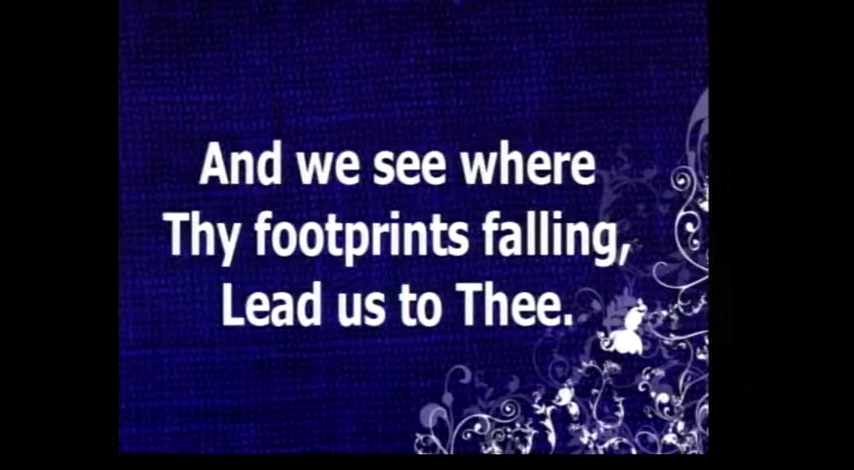 And we see where
Thy footprints falling,
Lead us to Thee.